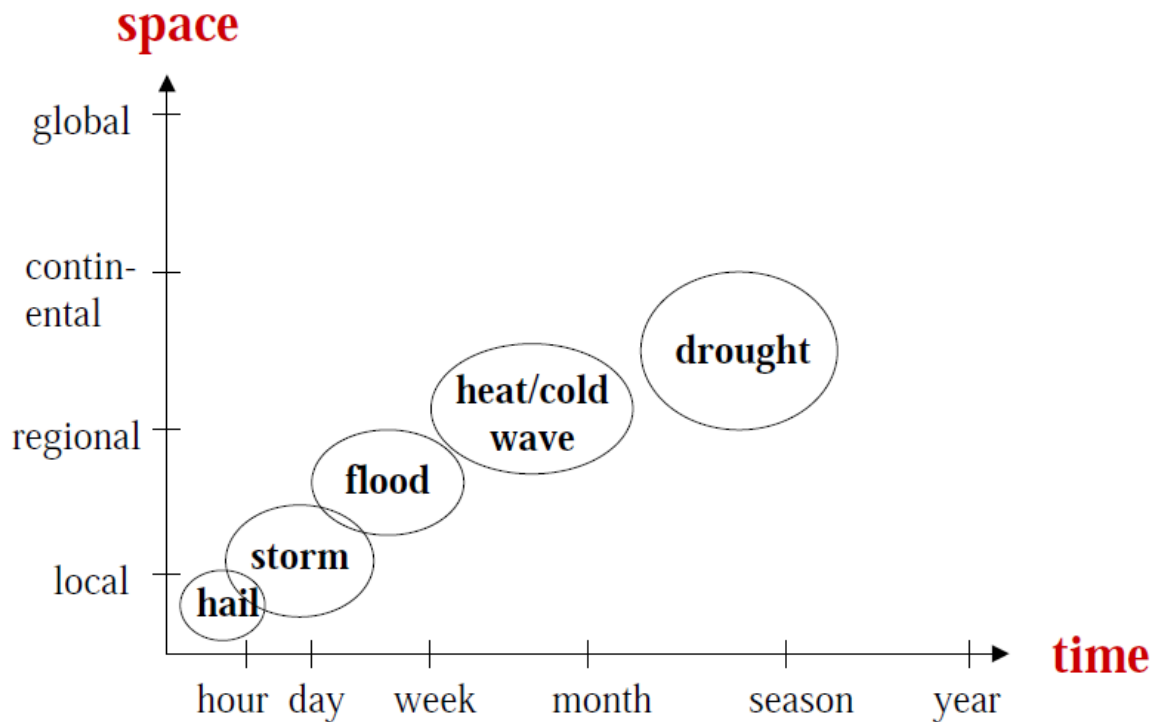 space
global
contin-
ental
drought
heat/cold
wave
regional
flood
storm
local
hail
time
hour day week month season year